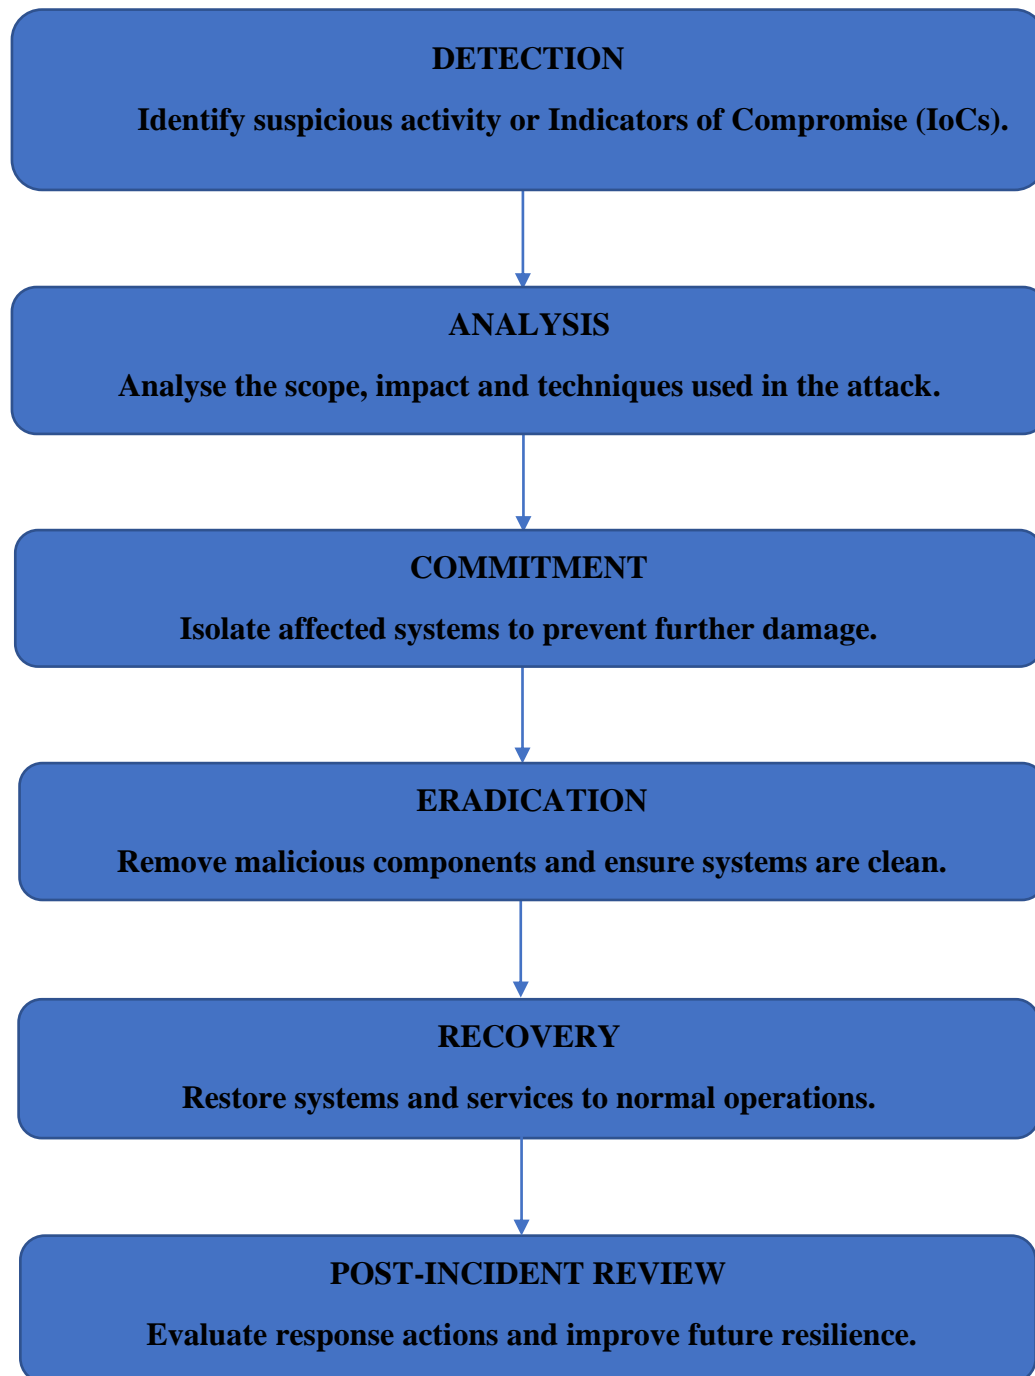 DETECTION
Identify suspicious activity or Indicators of Compromise (IoCs).
ANALYSIS
Analyse the scope, impact and techniques used in the attack.
COMMITMENT
Isolate affected systems to prevent further damage.
ERADICATION
Remove malicious components and ensure systems are clean.
RECOVERY
Restore systems and services to normal operations.
POST-INCIDENT REVIEW
Evaluate response actions and improve future resilience.